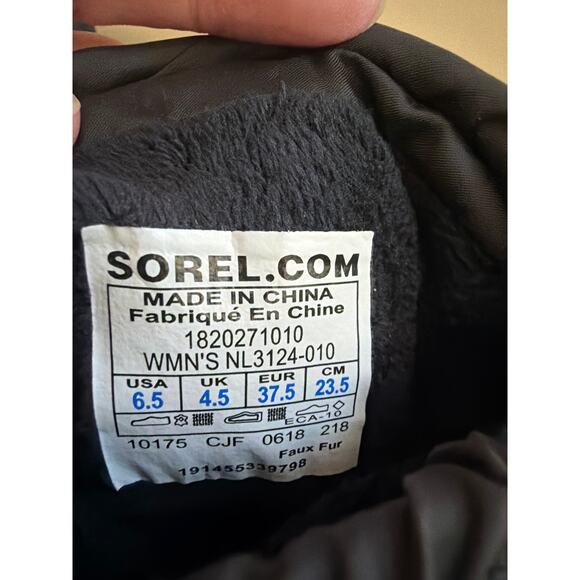 SOREL.COM
MADE IN CHINA
Fabriqué En Chine
1820271010
WMN'S NL3124-010
USA UK EUR CM
6.5 4.5 37.5 23.5
ECA-10
10175 CJF 0618 218
Faux Fur
191455339798